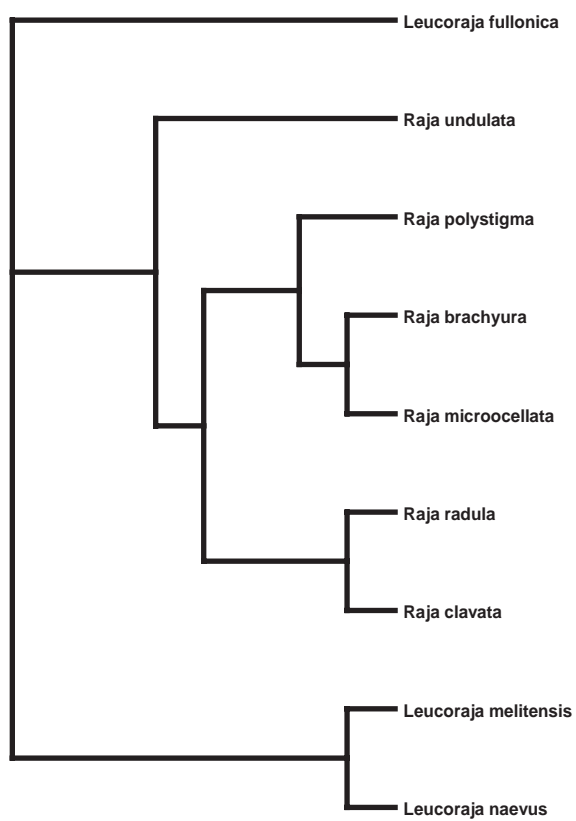 Leucoraja fullonica
Raja undulata
Raja polystigma
Raja brachyura
Raja microocellata
Raja radula
Raja clavata
Leucoraja melitensis
Leucoraja naevus